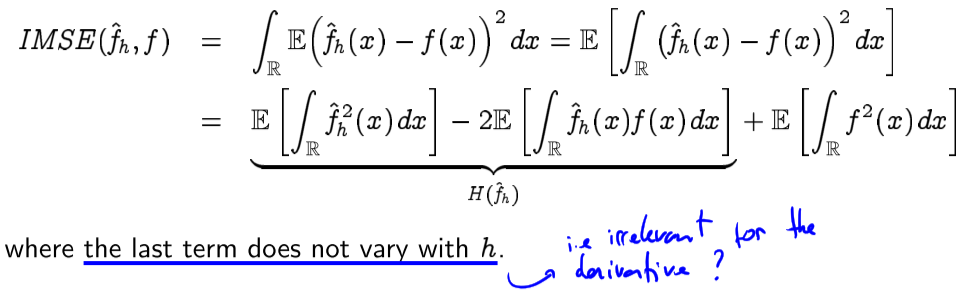 IMSE(f̂_h, f) = ∫_ℝ 𝔼(f̂_h(x) − f(x))² dx = 𝔼[∫_ℝ (f̂_h(x) − f(x))² dx]
= 𝔼[∫_ℝ f̂_h²(x) dx] − 2𝔼[∫_ℝ f̂_h(x) f(x) dx] + 𝔼[∫_ℝ f²(x) dx]
H(f̂_h)
where the last term does not vary with h.
i.e irrelevant for the
derivative ?